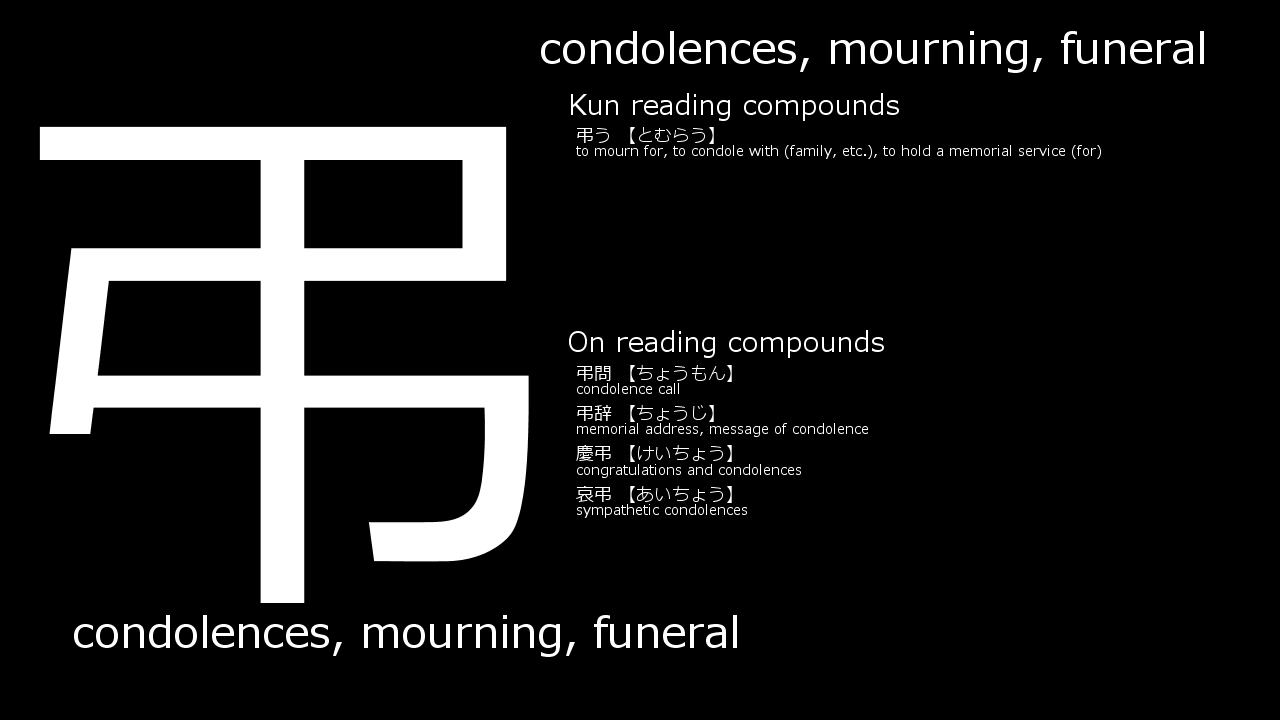 condolences, mourning, funeral
Kun reading compounds
弔う 【とむらう】
to mourn for, to condole with (family, etc.), to hold a memorial service (for)
弔
On reading compounds
弔問 【ちょうもん】
condolence call
弔辞 【ちょうじ】
memorial address, message of condolence
慶弔 【けいちょう】
congratulations and condolences
哀弔 【あいちょう】
sympathetic condolences
condolences, mourning, funeral